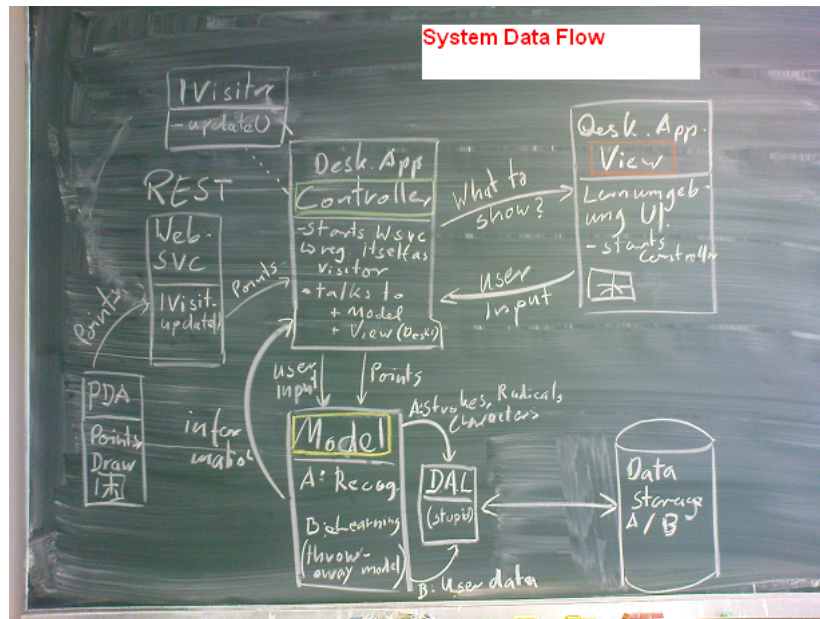 System Data Flow
IVisitor
- update()
REST
Web-
SVC
IVisit.
update()
Points
Points
PDA
Points
Draw
木
Desk. App
Controller
- Starts Wsvc
reg. itself as
visitor
- talks to
+ Model
+ View (Desk.)
What to
show?
user
input
Desk. App.
View
Lernumgeb-
ung UI
- starts
controller
木
user
input
Points
infor
mation
Model
A: Recog.
B: Learning
(throw-
away model)
A: strokes, Radicals,
Characters
DAL
(stupid)
B: User data
Data
Storage
A / B